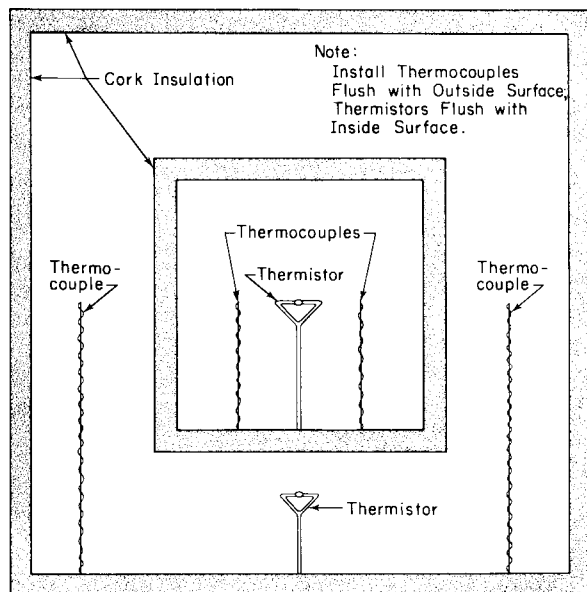 Note:
Install Thermocouples
Flush with Outside Surface,
Thermistors Flush with
Inside Surface.
Cork Insulation
Thermocouples
Thermistor
Thermo-
couple
Thermo-
couple
Thermistor